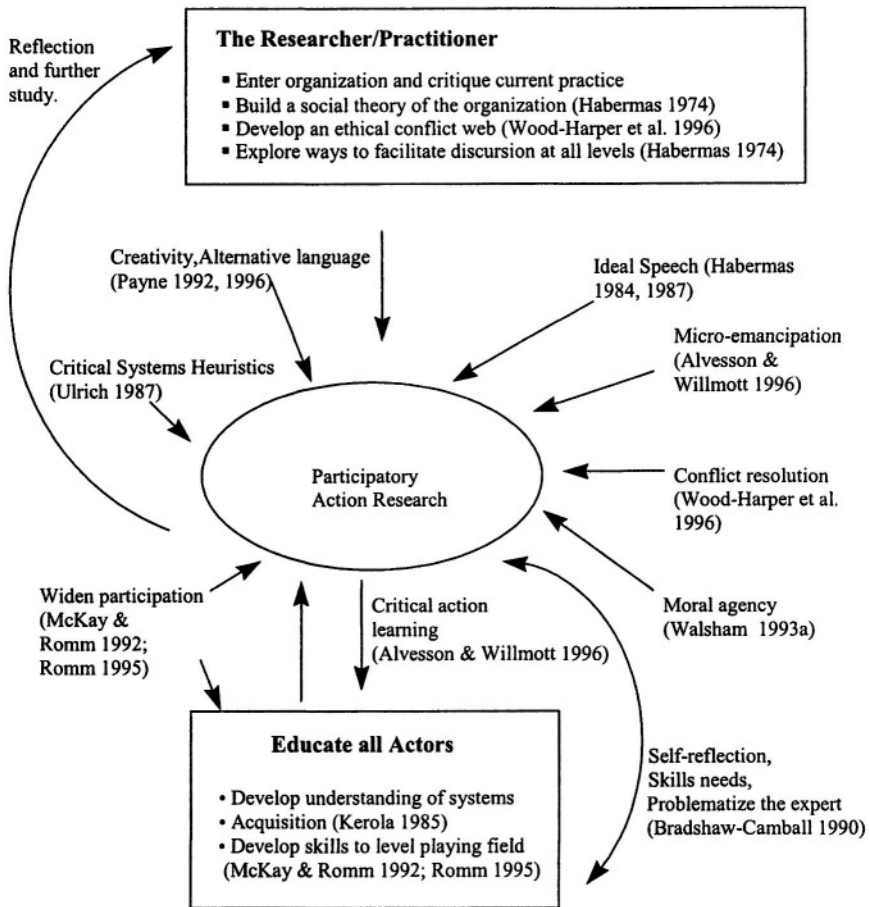 Reflection
and further
study.
The Researcher/Practitioner
▪ Enter organization and critique current practice
▪ Build a social theory of the organization (Habermas 1974)
▪ Develop an ethical conflict web (Wood-Harper et al. 1996)
▪ Explore ways to facilitate discursion at all levels (Habermas 1974)
Creativity,Alternative language
(Payne 1992, 1996)
Ideal Speech (Habermas
1984, 1987)
Micro-emancipation
(Alvesson &
Willmott 1996)
Critical Systems Heuristics
(Ulrich 1987)
Participatory
Action Research
Conflict resolution
(Wood-Harper et al.
1996)
Widen participation
(McKay &
Romm 1992;
Romm 1995)
Critical action
learning
(Alvesson & Willmott 1996)
Moral agency
(Walsham 1993a)
Educate all Actors
• Develop understanding of systems
• Acquisition (Kerola 1985)
• Develop skills to level playing field
(McKay & Romm 1992; Romm 1995)
Self-reflection,
Skills needs,
Problematize the expert
(Bradshaw-Camball 1990)